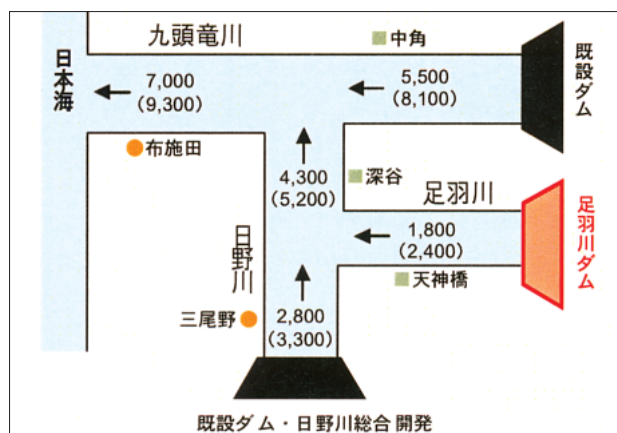 九頭竜川
中角
日本海
7,000
(9,300)
5,500
(8,100)
既設ダム
布施田
4,300
(5,200)
深谷
足羽川
日野川
1,800
(2,400)
足羽川ダム
天神橋
三尾野
2,800
(3,300)
既設ダム・日野川総合開発